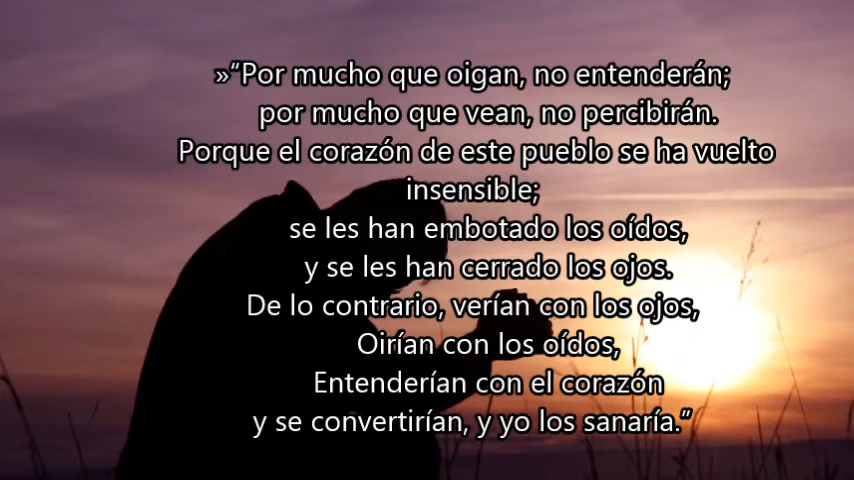 »“Por mucho que oigan, no entenderán;
por mucho que vean, no percibirán.
Porque el corazón de este pueblo se ha vuelto
insensible;
se les han embotado los oídos,
y se les han cerrado los ojos.
De lo contrario, verían con los ojos,
Oirían con los oídos,
Entenderían con el corazón
y se convertirían, y yo los sanaría.”